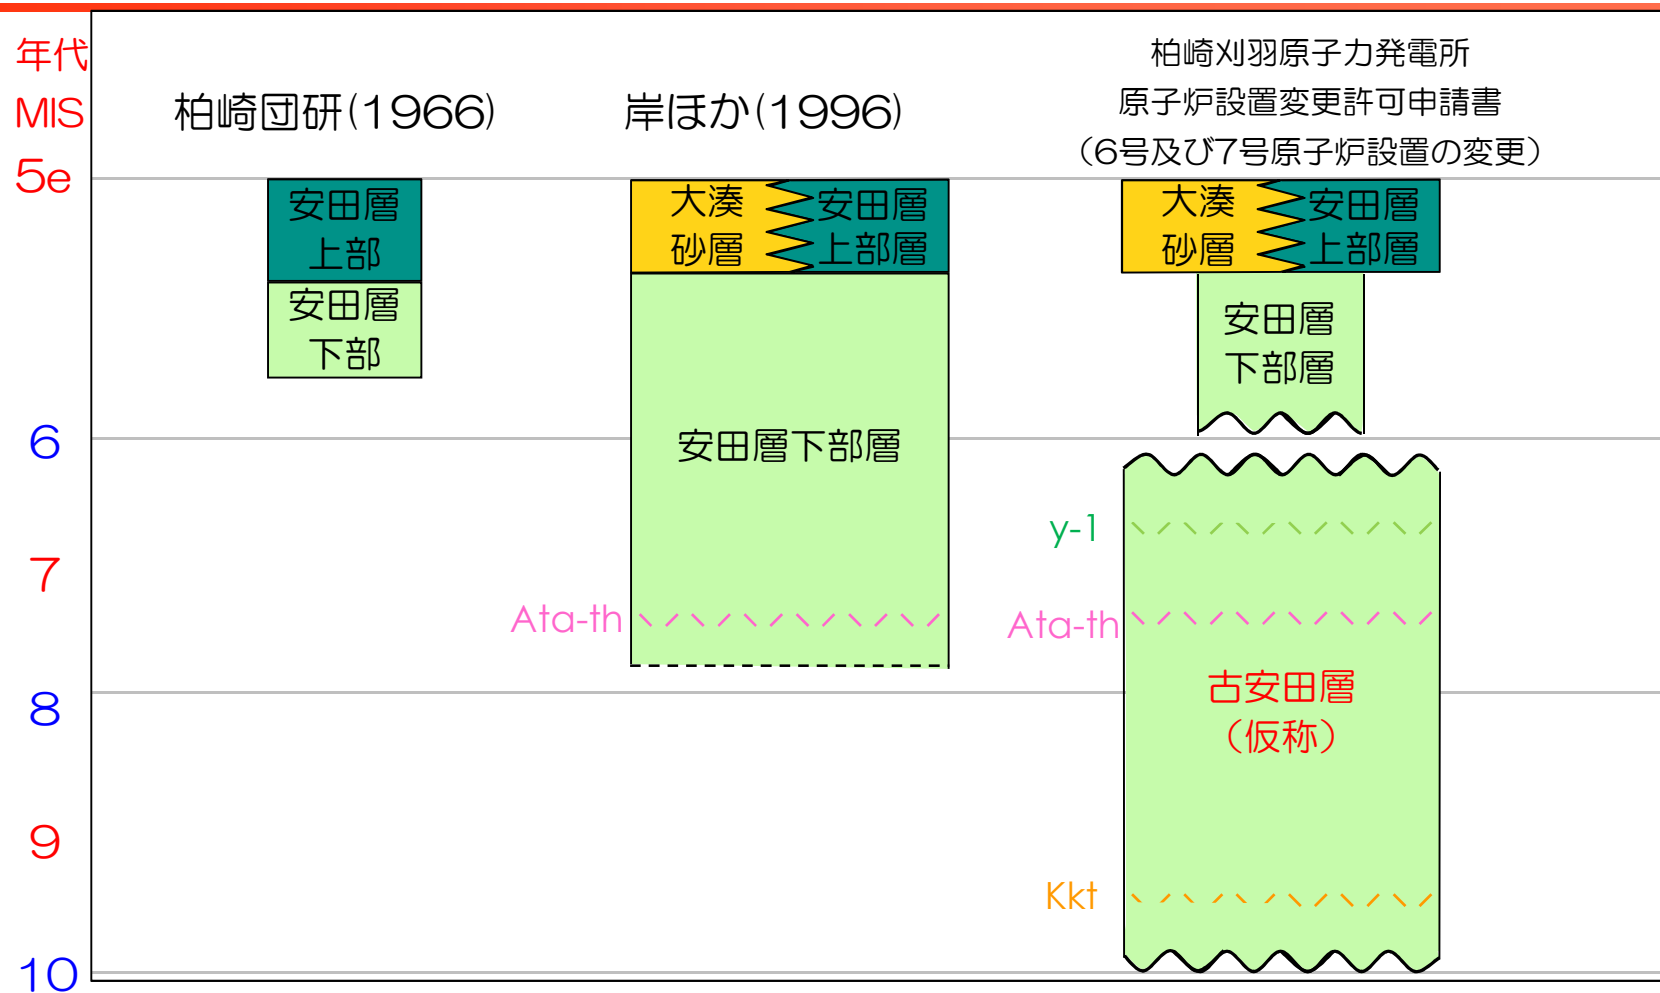 年代
MIS
5e
6
7
8
9
10
柏崎団研(1966)
安田層
上部
安田層
下部
岸ほか(1996)
大湊
砂層
安田層
上部層
安田層下部層
Ata-th
柏崎刈羽原子力発電所
原子炉設置変更許可申請書
（6号及び7号原子炉設置の変更）
大湊
砂層
安田層
上部層
安田層
下部層
y-1
Ata-th
古安田層
（仮称）
Kkt